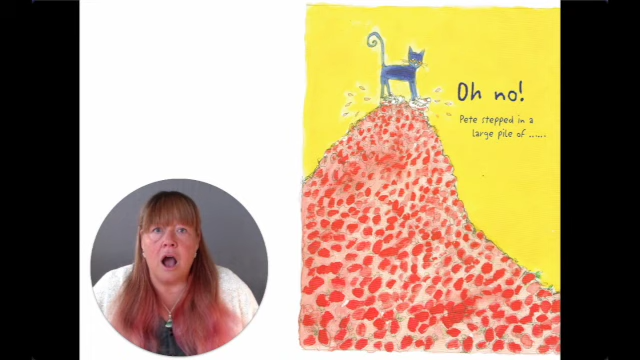 Oh no!
Pete stepped in a
large pile of ......